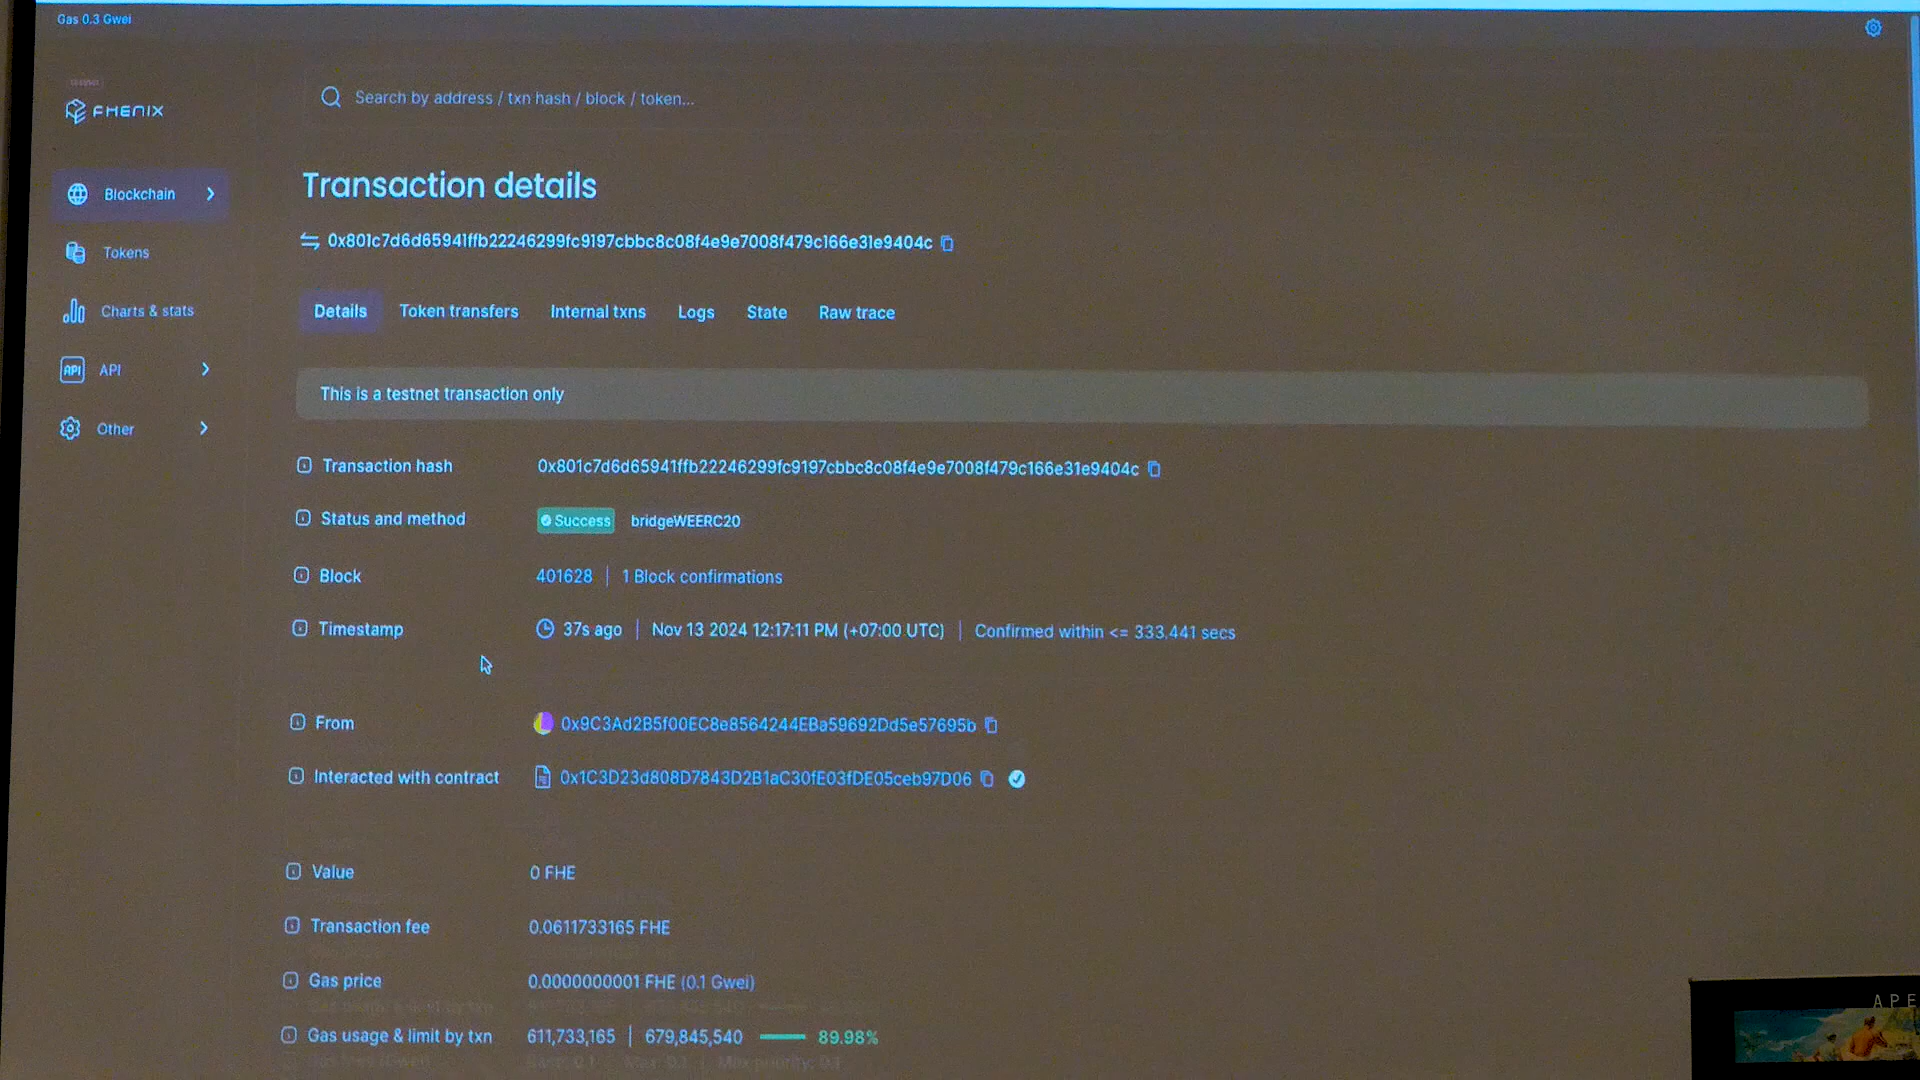 Gas 0.3 Gwei
FHENIX
Search by address / txn hash / block / token...
Blockchain
Tokens
Charts & stats
API
API
Other
Transaction details
0x801c7d6d65941ffb22246299fc9197cbbc8c08f4e9e7008f479c166e31e9404c
Details Token transfers Internal txns Logs State Raw trace
This is a testnet transaction only
Transaction hash 0x801c7d6d65941ffb22246299fc9197cbbc8c08f4e9e7008f479c166e31e9404c
Status and method Success bridgeWEERC20
Block 401628 | 1 Block confirmations
Timestamp 37s ago | Nov 13 2024 12:17:11 PM (+07:00 UTC) | Confirmed within <= 333,441 secs
From 0x9C3Ad2B5f00EC8e8564244EBa59692Dd5e57695b
Interacted with contract 0x1C3D23d808D7843D2B1aC30fE03fDE05ceb97D06
Value 0 FHE
Transaction fee 0.0611733165 FHE
Gas price 0.0000000001 FHE (0.1 Gwei)
Gas usage & limit by txn 611,733,165 | 679,845,540 89.98%
APE